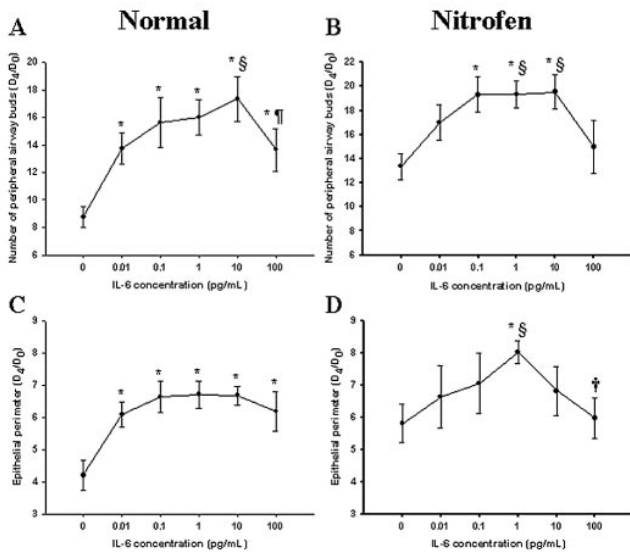 Normal
Nitrofen
A
Number of peripheral airway buds (D4/D0)
20
18
16
14
12
10
8
6
*
*
*
* §
* ¶
0 0.01 0.1 1 10 100
IL-6 concentration (pg/mL)
B
Number of peripheral airway buds (D4/D0)
22
20
18
16
14
12
10
8
6
*
* §
* §
0 0.01 0.1 1 10 100
IL-6 concentration (pg/mL)
C
Epithelial perimeter (D4/D0)
9
8
7
6
5
4
3
*
*
*
*
*
0 0.01 0.1 1 10 100
IL-6 concentration (pg/mL)
D
Epithelial perimeter (D4/D0)
9
8
7
6
5
4
3
* §
†
0 0.01 0.1 1 10 100
IL-6 concentration (pg/mL)